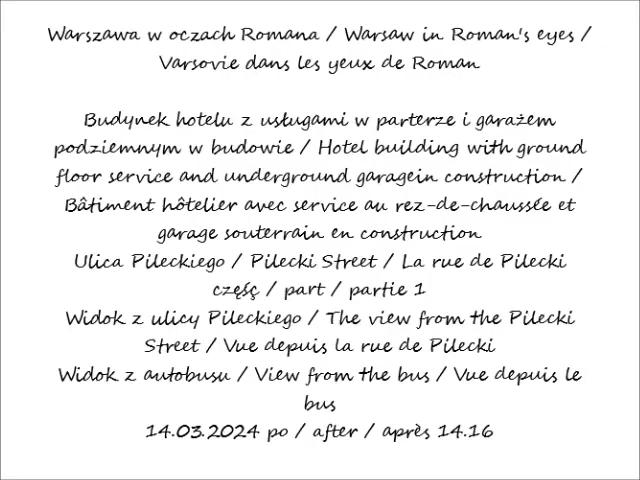 Warszawa w oczach Romana / Warsaw in Roman's eyes /
Varsovie dans les yeux de Roman
Budynek hotelu z usługami w parterze i garażem
podziemnym w budowie / Hotel building with ground
floor service and underground garagein construction /
Bâtiment hôtelier avec service au rez-de-chaussée et
garage souterrain en construction
Ulica Pileckiego / Pilecki Street / La rue de Pilecki
częśç / part / partie 1
Widok z ulicy Pileckiego / The view from the Pilecki
Street / Vue depuis la rue de Pilecki
Widok z autobusu / View from the bus / Vue depuis le
bus
14.03.2024 po / after / après 14.16